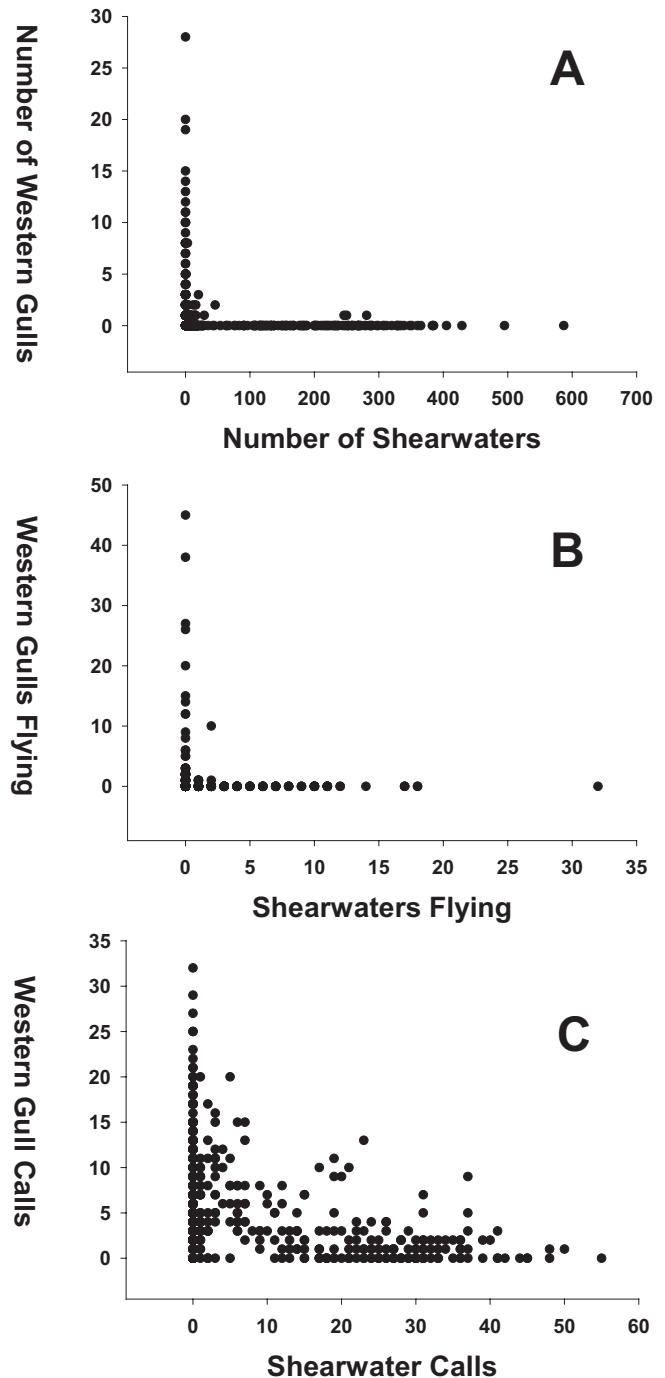 Number of Western Gulls
30
25
20
15
10
5
0
A
0 100 200 300 400 500 600 700
Number of Shearwaters
Western Gulls Flying
50
40
30
20
10
0
B
0 5 10 15 20 25 30 35
Shearwaters Flying
Western Gull Calls
35
30
25
20
15
10
5
0
C
0 10 20 30 40 50 60
Shearwater Calls